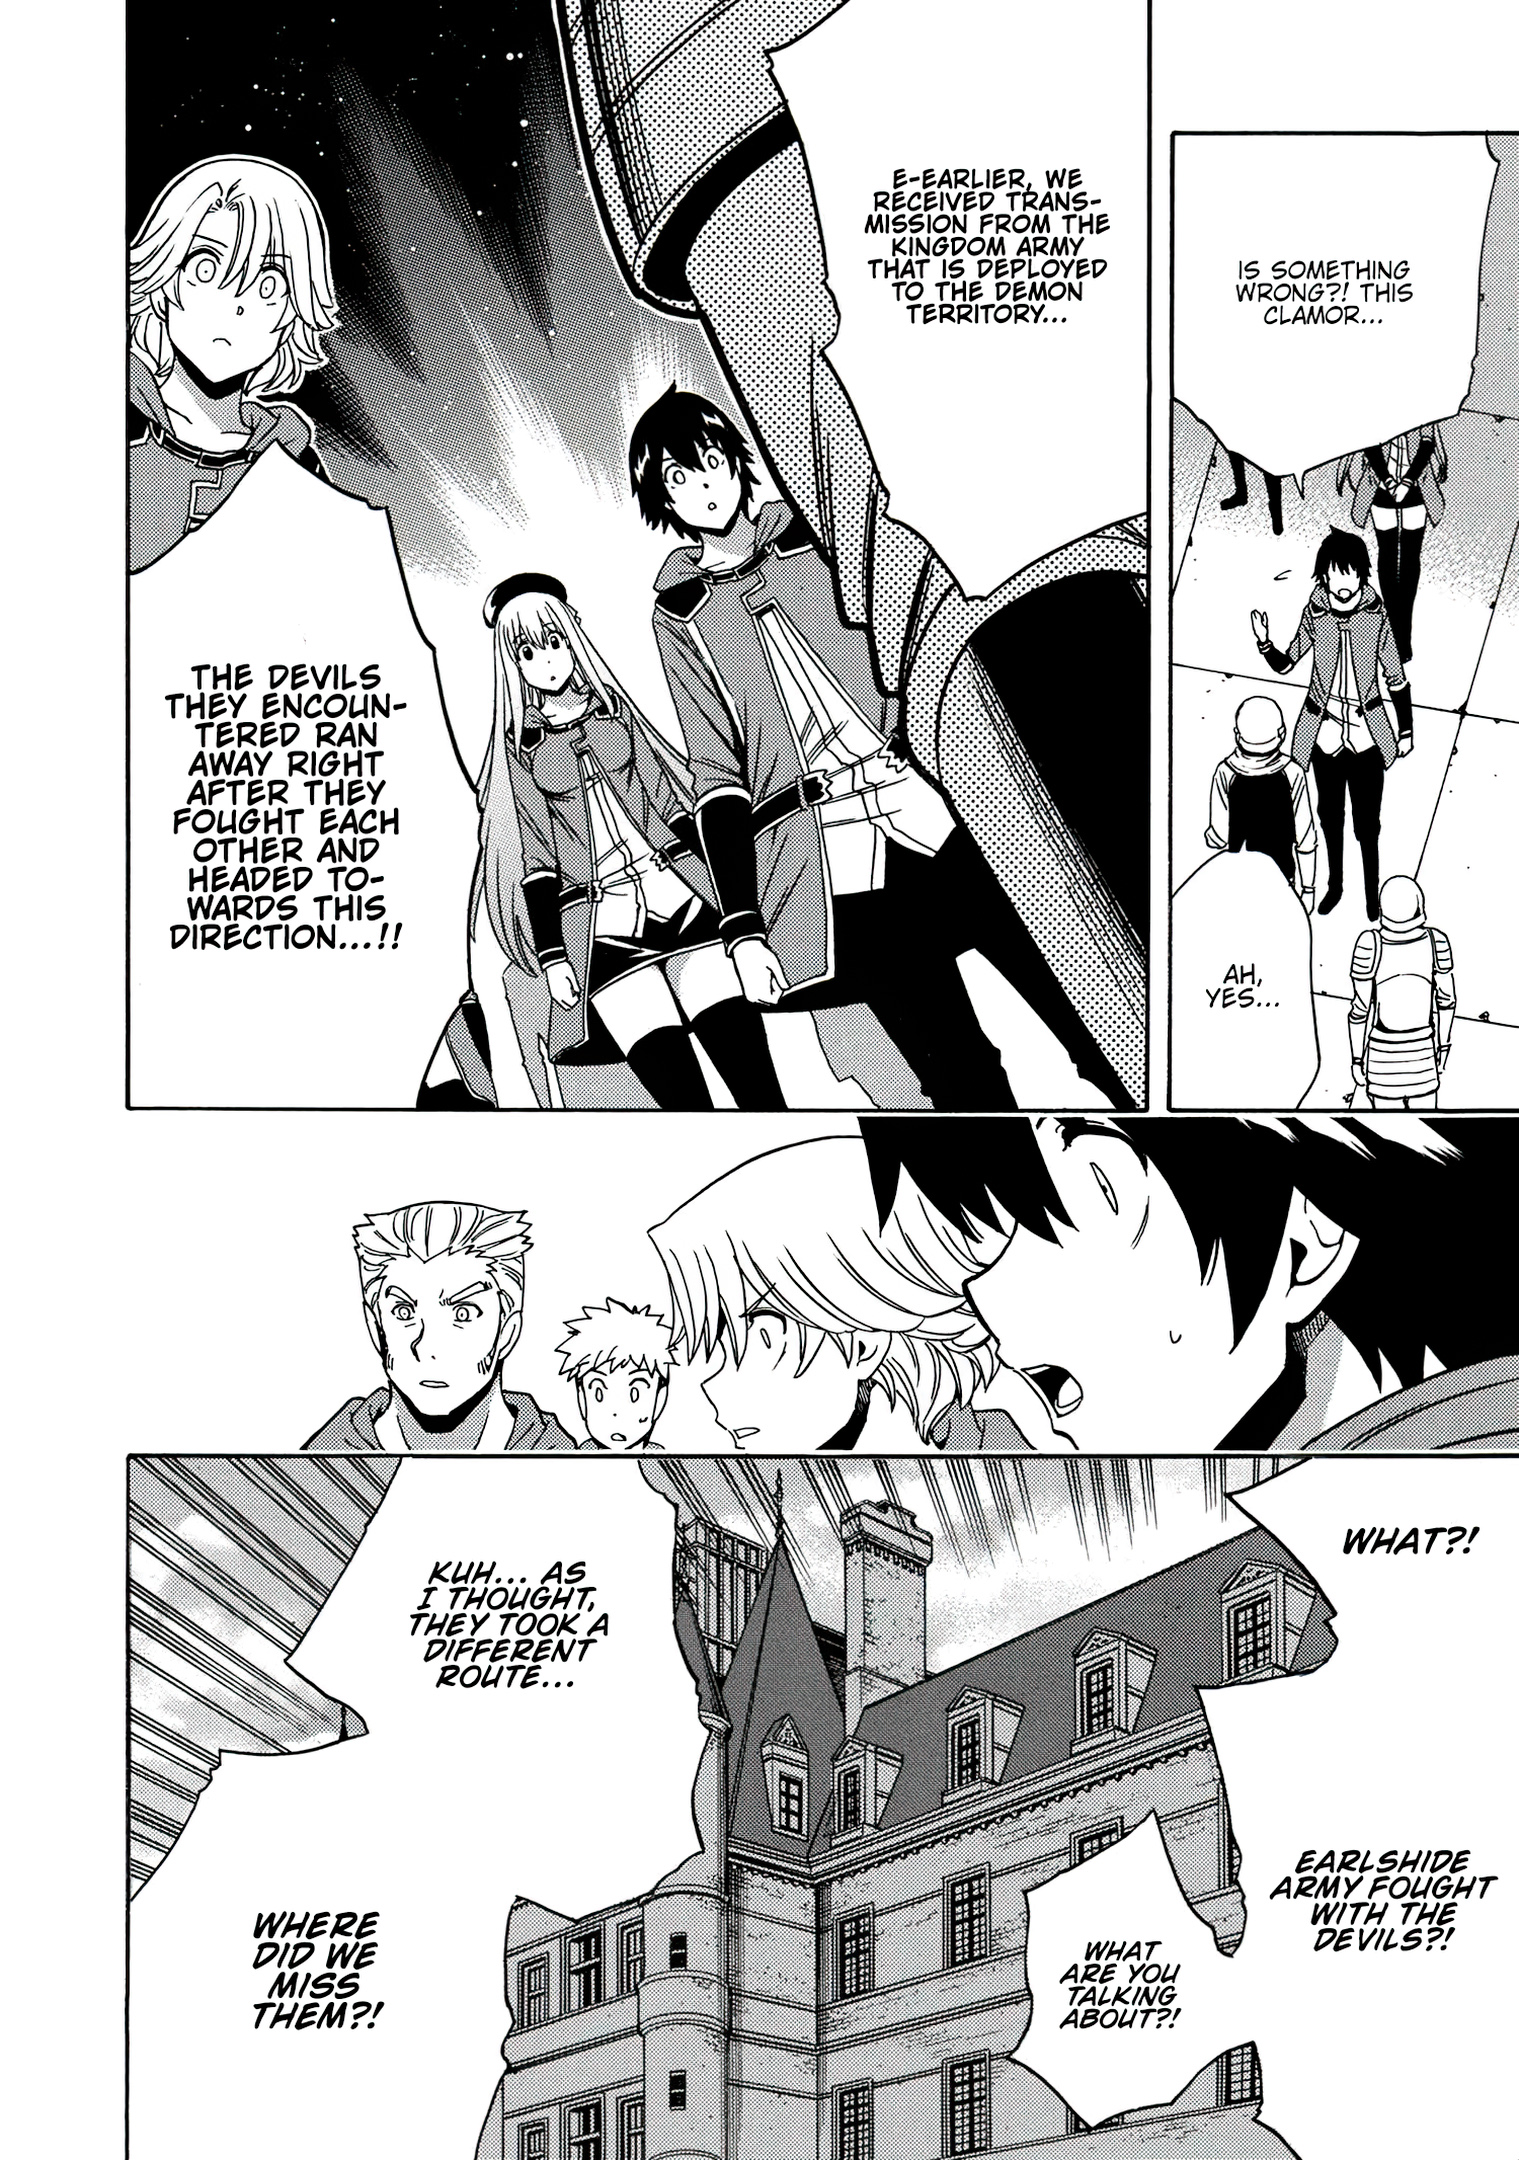 IS SOMETHING
WRONG?! THIS
CLAMOR...
AH,
YES...
E-EARLIER, WE
RECEIVED TRANS-
MISSION FROM THE
KINGDOM ARMY
THAT IS DEPLOYED
TO THE DEMON
TERRITORY...
THE DEVILS
THEY ENCOUN-
TERED RAN
AWAY RIGHT
AFTER THEY
FOUGHT EACH
OTHER AND
HEADED TO-
WARDS THIS
DIRECTION...!!
WHAT?!
EARLSHIDE
ARMY FOUGHT
WITH THE
DEVILS?!
WHAT
ARE YOU
TALKING
ABOUT?!
KUH... AS
I THOUGHT,
THEY TOOK A
DIFFERENT
ROUTE...
WHERE
DID WE
MISS
THEM?!